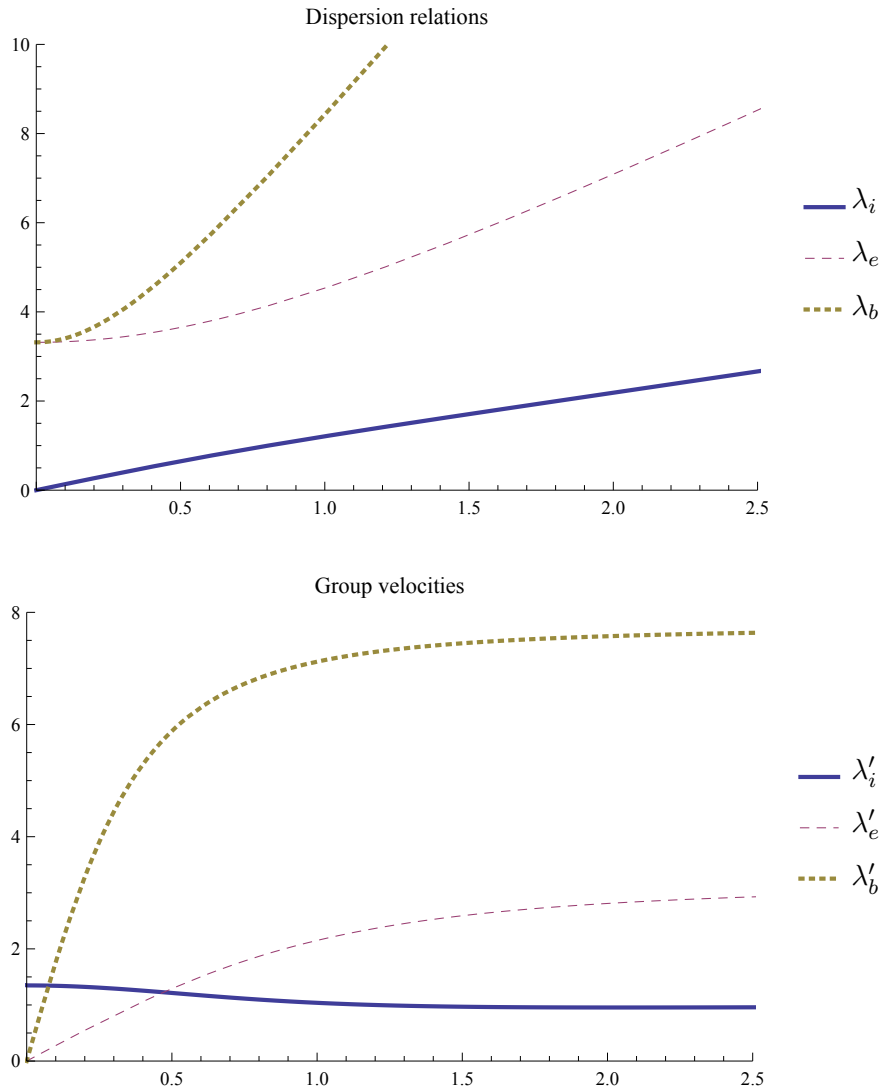 Dispersion relations
10
8
6
4
2
0
0.5 1.0 1.5 2.0 2.5
λ_i
λ_e
λ_b
Group velocities
8
6
4
2
0
0.5 1.0 1.5 2.0 2.5
λ′_i
λ′_e
λ′_b